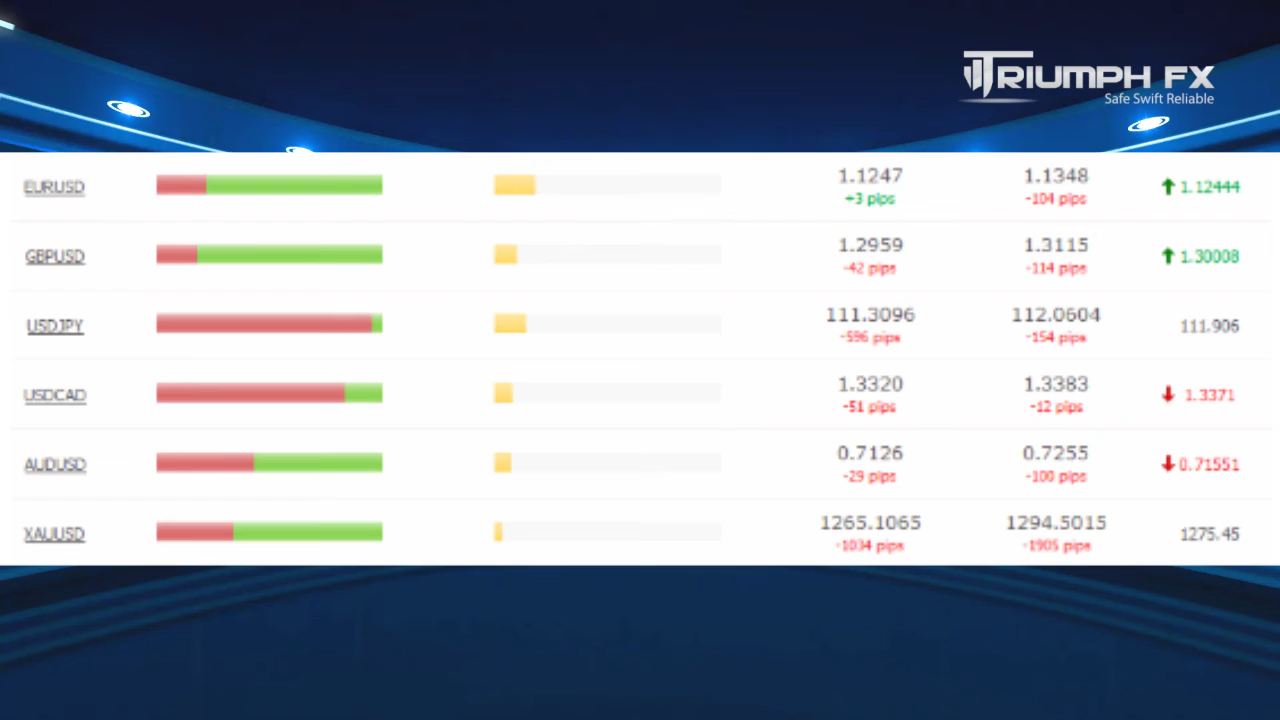 TRIUMPH FX
Safe Swift Reliable
EURUSD 1.1247 1.1348 1.12444
+3 pips -104 pips
GBPUSD 1.2959 1.3115 1.30008
-42 pips -114 pips
USDJPY 111.3096 112.0604 111.906
-596 pips -154 pips
USDCAD 1.3320 1.3383 1.3371
-51 pips -12 pips
AUDUSD 0.7126 0.7255 0.71551
-29 pips -100 pips
XAUUSD 1265.1065 1294.5015 1275.45
-1034 pips -1905 pips